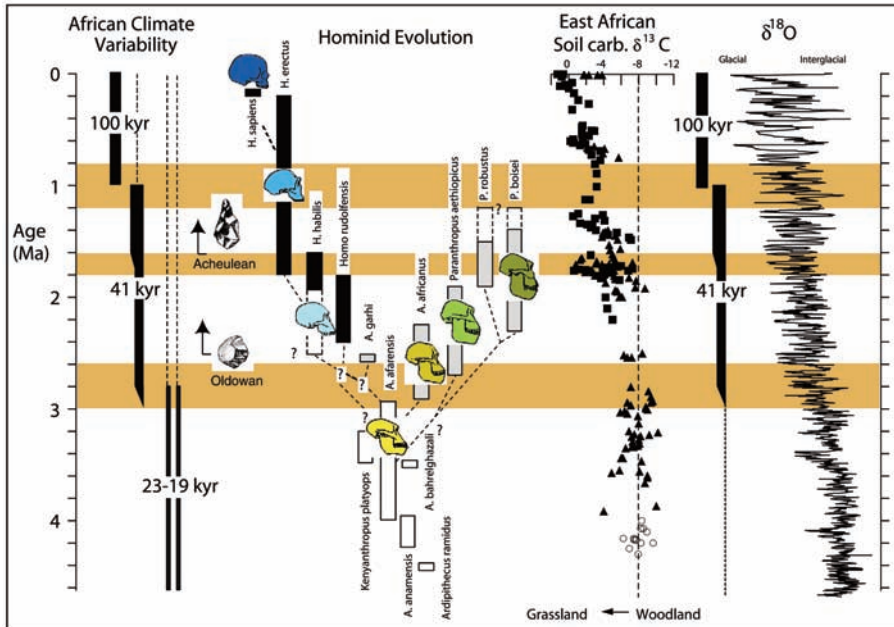 African Climate
Variability
Hominid Evolution
East African
Soil carb. δ¹³ C
δ¹⁸O
0 -4 -8 -12
Glacial Interglacial
Age
(Ma)
0
1
2
3
4
100 kyr
41 kyr
23-19 kyr
Acheulean
Oldowan
H. sapiens
H. erectus
H. habilis
Homo rudolfensis
A. garhi
A. afarensis
A. africanus
Paranthropus aethiopicus
P. robustus
P. boisei
Kenyanthropus platyops
A. bahrelghazali
A. anamensis
Ardipithecus ramidus
?
?
?
?
?
?
100 kyr
41 kyr
Grassland Woodland